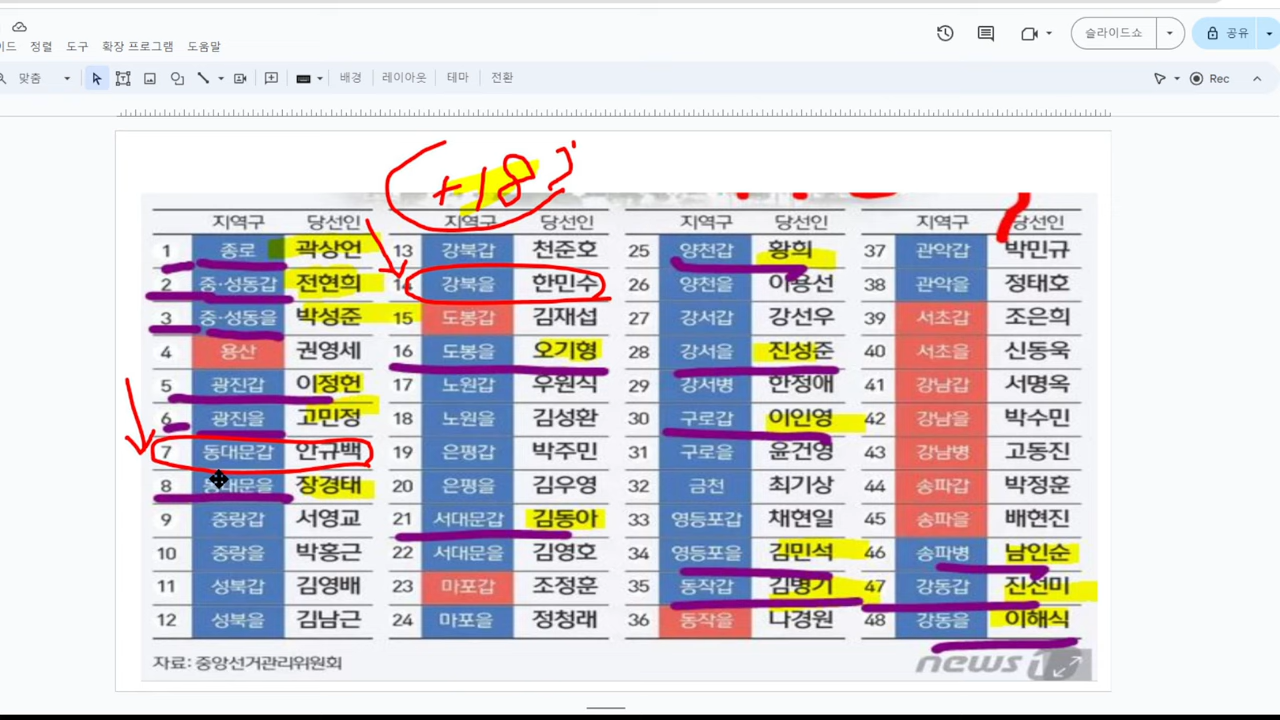 이드 정렬 도구 확장 프로그램 도움말
슬라이드쇼
공유
맞춤
배경 레이아웃 테마 전환
Rec
+18
지역구 당선인 지역구 당선인 지역구 당선인 지역구 당선인
1 종로 곽상언 13 강북갑 천준호 25 양천갑 황희 37 관악갑 박민규
2 중·성동갑 전현희 14 강북을 한민수 26 양천을 이용선 38 관악을 정태호
3 중·성동을 박성준 15 도봉갑 김재섭 27 강서갑 강선우 39 서초갑 조은희
4 용산 권영세 16 도봉을 오기형 28 강서을 진성준 40 서초을 신동욱
5 광진갑 이정헌 17 노원갑 우원식 29 강서병 한정애 41 강남갑 서명옥
6 광진을 고민정 18 노원을 김성환 30 구로갑 이인영 42 강남을 박수민
7 동대문갑 안규백 19 은평갑 박주민 31 구로을 윤건영 43 강남병 고동진
8 동대문을 장경태 20 은평을 김우영 32 금천 최기상 44 송파갑 박정훈
9 중랑갑 서영교 21 서대문갑 김동아 33 영등포갑 채현일 45 송파을 배현진
10 중랑을 박홍근 22 서대문을 김영호 34 영등포을 김민석 46 송파병 남인순
11 성북갑 김영배 23 마포갑 조정훈 35 동작갑 김병기 47 강동갑 진선미
12 성북을 김남근 24 마포을 정청래 36 동작을 나경원 48 강동을 이해식
자료: 중앙선거관리위원회
news1